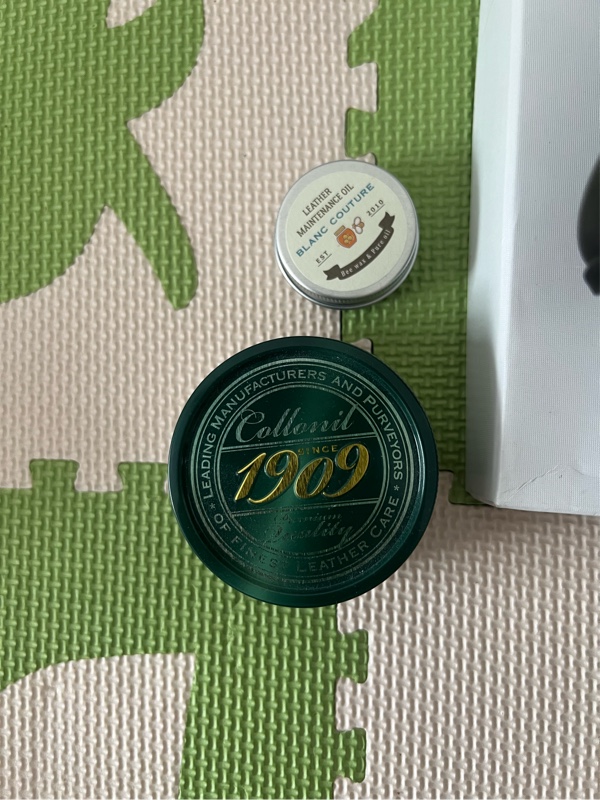 LEATHER
MAINTENANCE OIL
BLANC COUTURE
EST 2010
Bee wax & Pure oil
LEADING MANUFACTURERS AND PURVEYORS
Collonil
SINCE
1909
Premium
Quality
* OF FINEST LEATHER CARE *